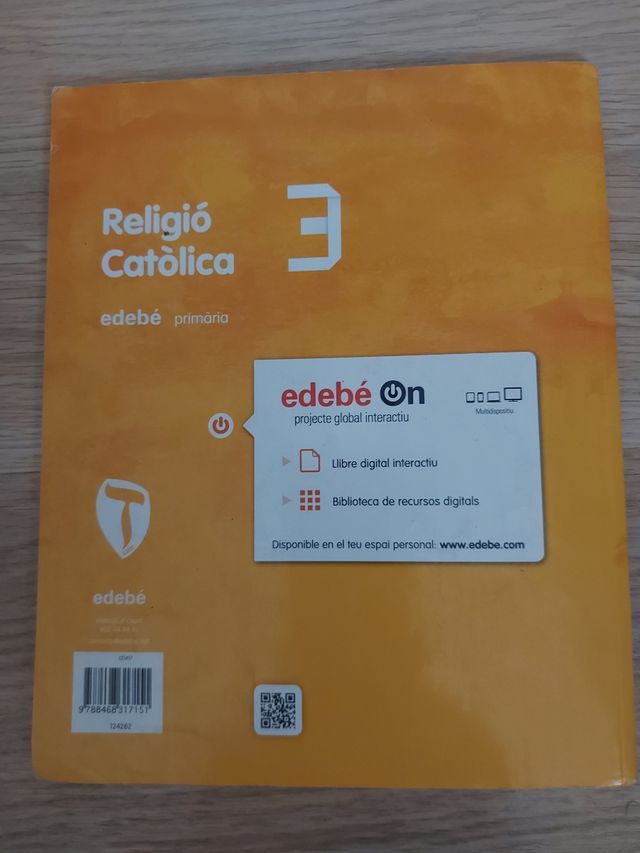 Religió
Catòlica
3
edebé primària
edebé On
projecte global interactiu
Multidispositiu
Llibre digital interactiu
Biblioteca de recursos digitals
Disponible en el teu espai personal: www.edebe.com
edebé
9788468317151
124282